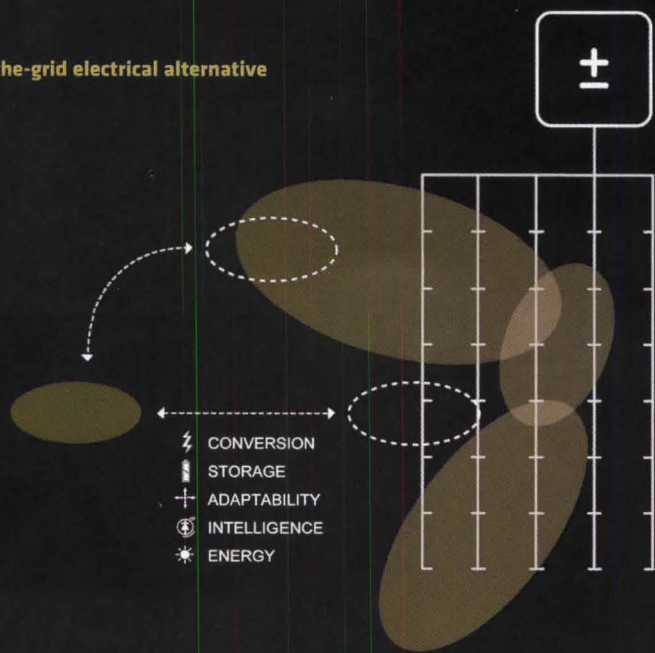 he-grid electrical alternative
±
CONVERSION
STORAGE
ADAPTABILITY
INTELLIGENCE
ENERGY